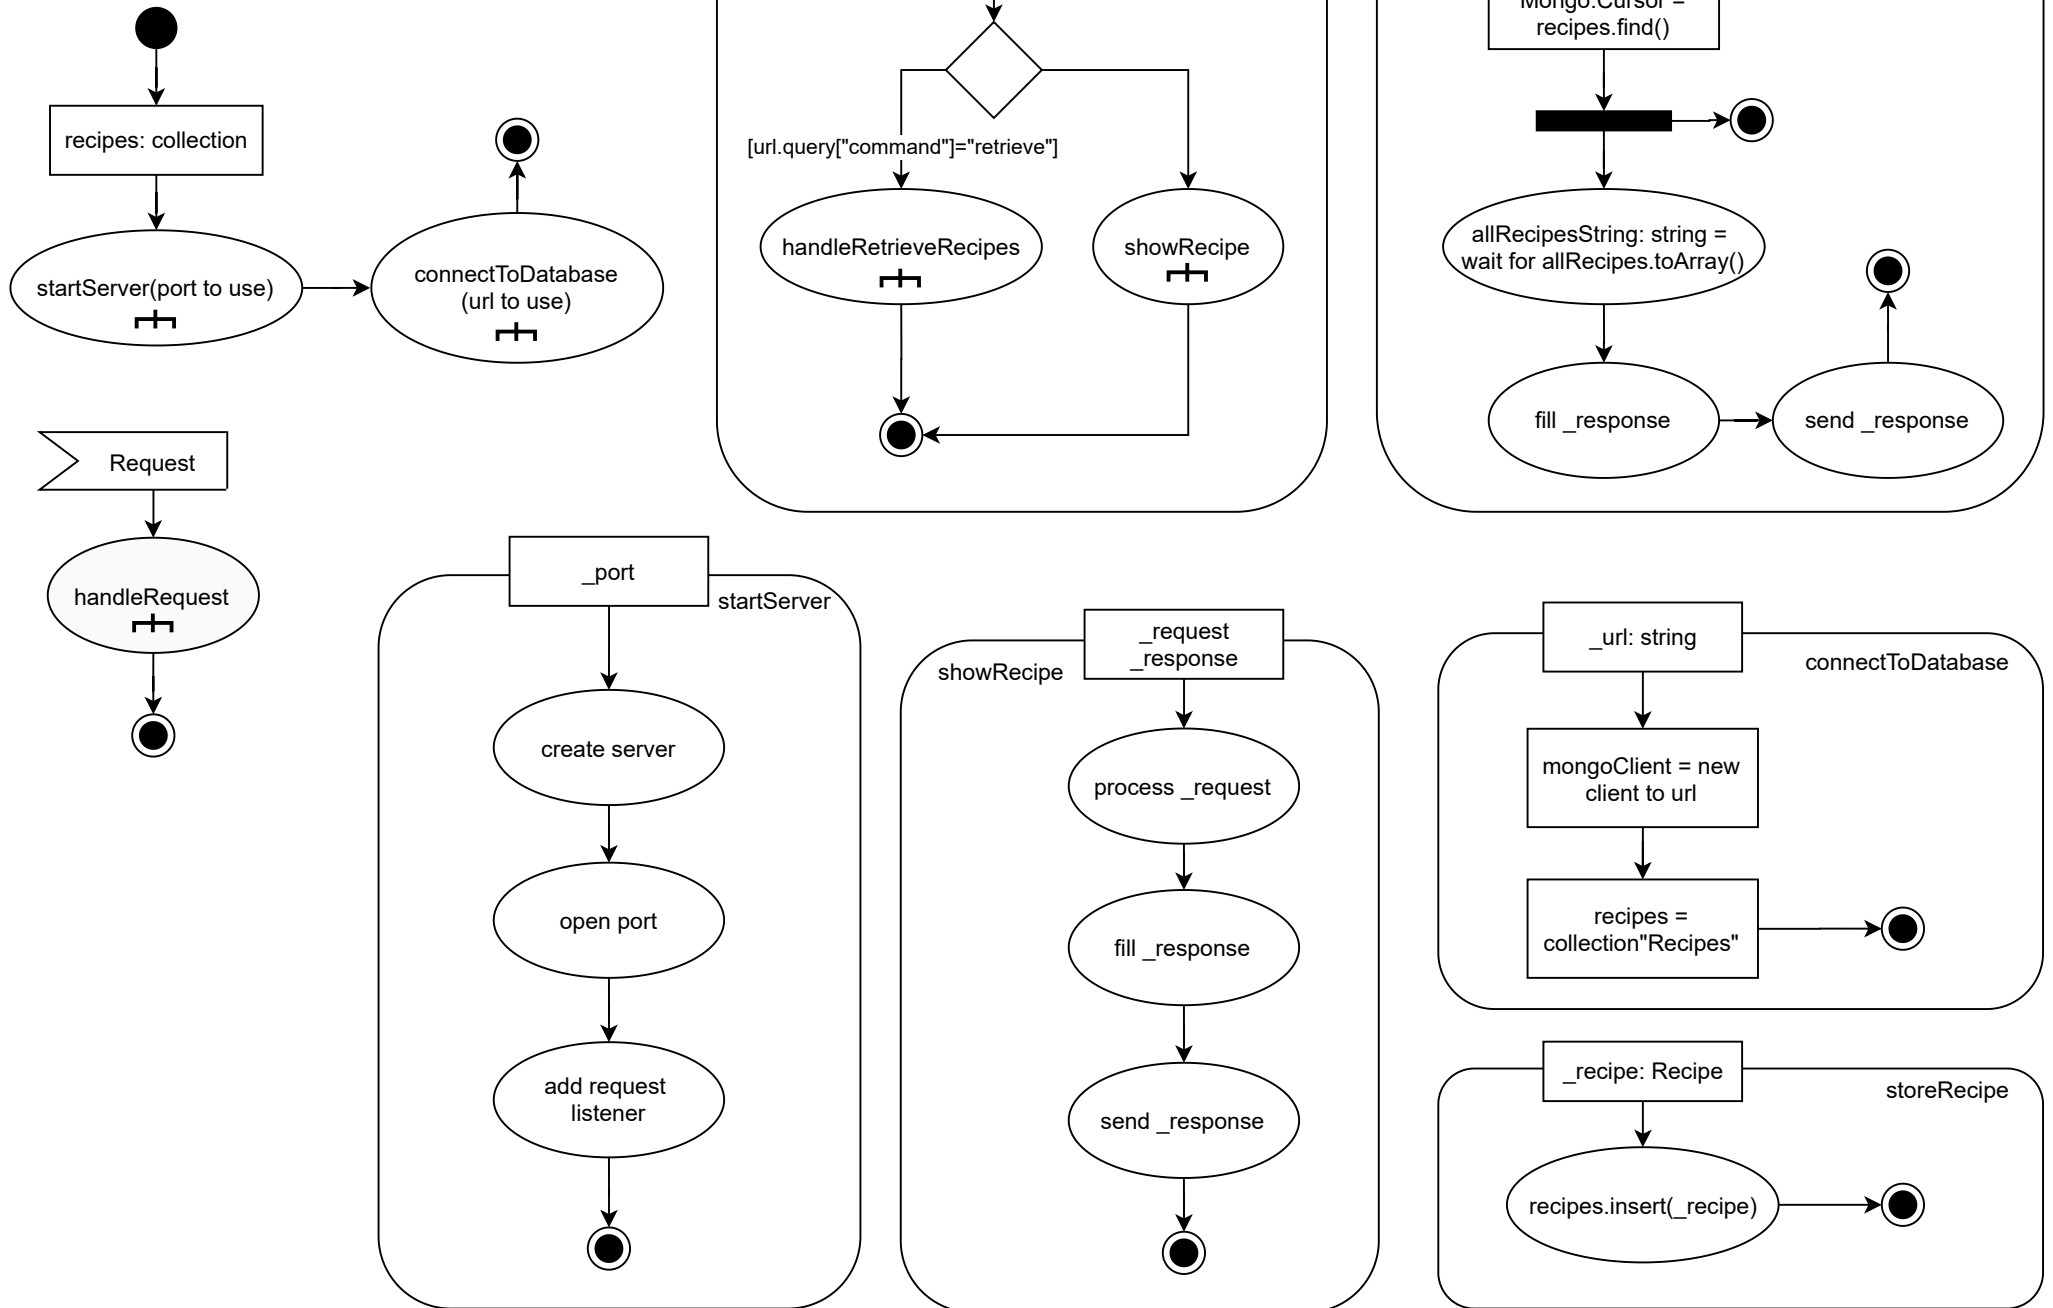 recipes: collection
startServer(port to use)
connectToDatabase
(url to use)
Request
handleRequest
[url.query["command"]="retrieve"]
handleRetrieveRecipes
showRecipe
Mongo.Cursor =
recipes.find()
allRecipesString: string =
wait for allRecipes.toArray()
fill _response
send _response
_port
startServer
create server
open port
add request
listener
_request
_response
showRecipe
process _request
fill _response
send _response
_url: string
connectToDatabase
mongoClient = new
client to url
recipes =
collection"Recipes"
_recipe: Recipe
storeRecipe
recipes.insert(_recipe)